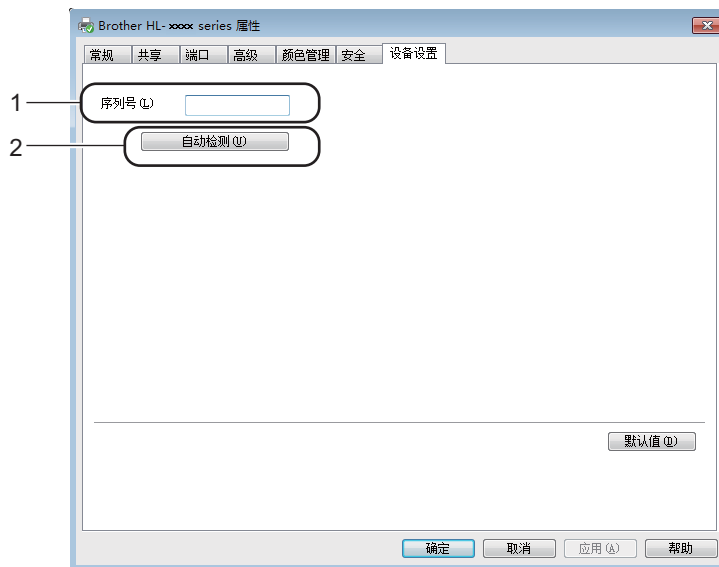 Brother HL-xxxx series 属性
常规 共享 端口 高级 颜色管理 安全 设备设置
1 序列号(L)
2 自动检测(U)
默认值(D)
确定 取消 应用(A) 帮助